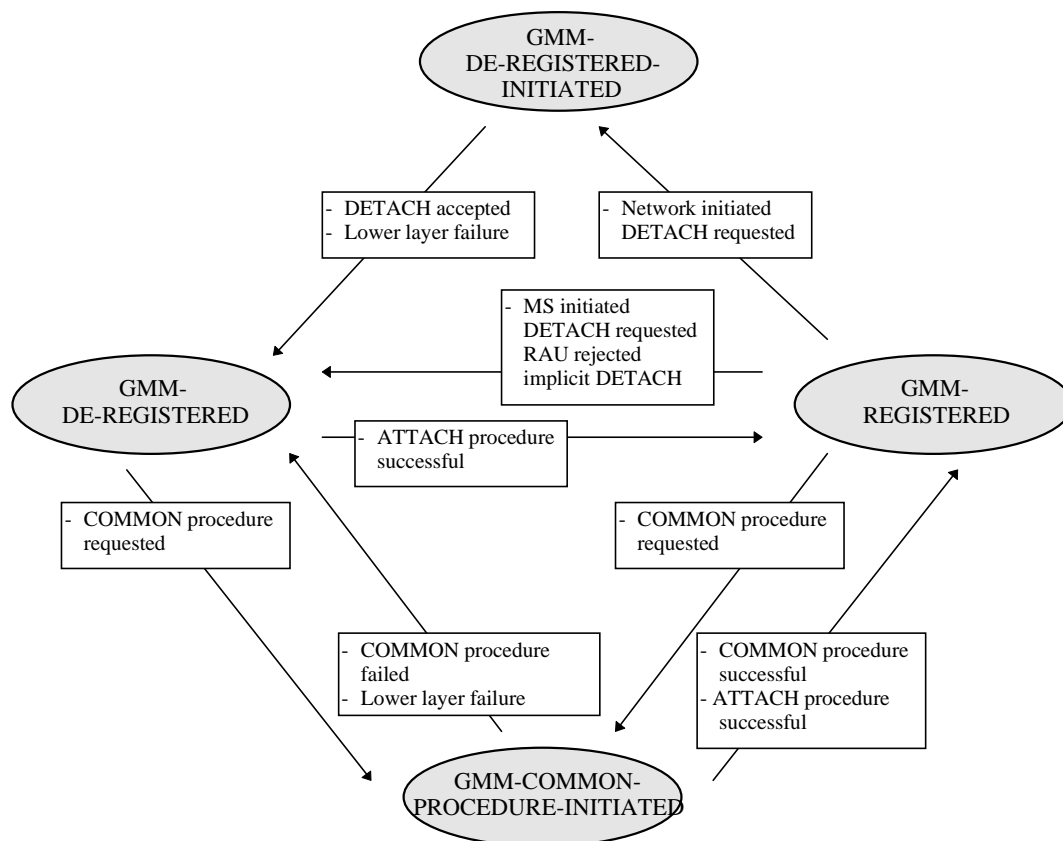 GMM-
DE-REGISTERED-
INITIATED
- DETACH accepted
- Lower layer failure
- Network initiated
DETACH requested
- MS initiated
DETACH requested
RAU rejected
implicit DETACH
GMM-
DE-REGISTERED
GMM-
REGISTERED
- ATTACH procedure
successful
- COMMON procedure
requested
- COMMON procedure
requested
- COMMON procedure
failed
- Lower layer failure
- COMMON procedure
successful
- ATTACH procedure
successful
GMM-COMMON-
PROCEDURE-INITIATED